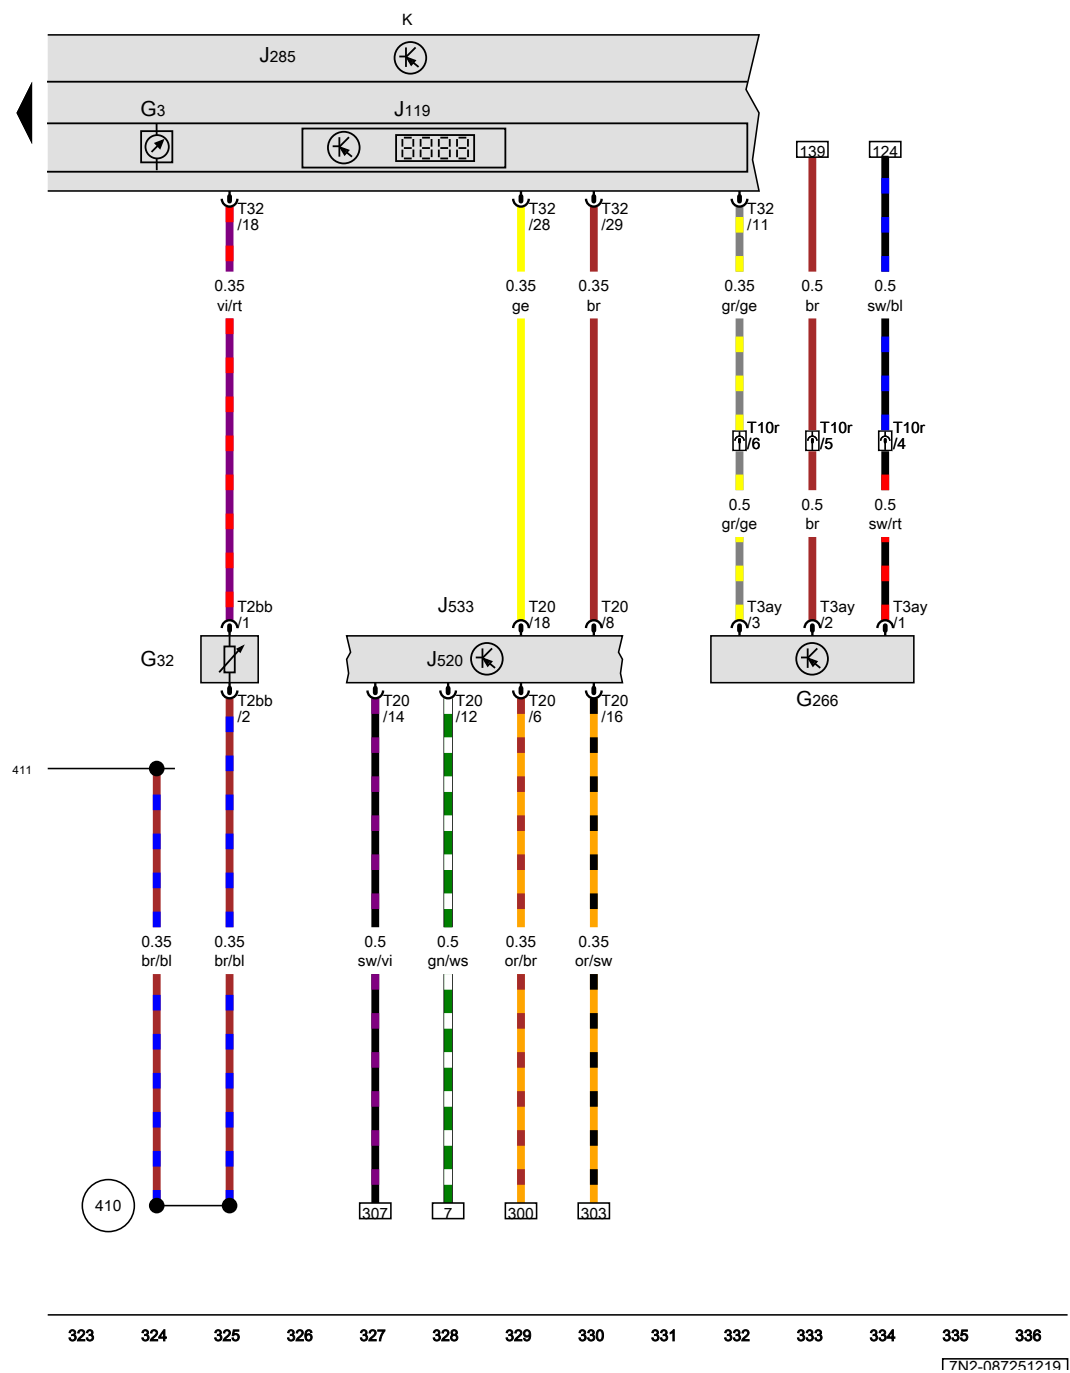 K
J285
G3
J119
139
124
T32
/18
T32
/28
T32
/29
T32
/11
0.35
vi/rt
0.35
ge
0.35
br
0.35
gr/ge
0.5
br
0.5
sw/bl
T10r
/6
T10r
/5
T10r
/4
0.5
gr/ge
0.5
br
0.5
sw/rt
T2bb
/1
J533
T20
/18
T20
/8
T3ay
/3
T3ay
/2
T3ay
/1
G32
J520
G266
T2bb
/2
T20
/14
T20
/12
T20
/6
T20
/16
411
0.35
br/bl
0.35
br/bl
0.5
sw/vi
0.5
gn/ws
0.35
or/br
0.35
or/sw
410
307
7
300
303
323 324 325 326 327 328 329 330 331 332 333 334 335 336
7N2-087251219